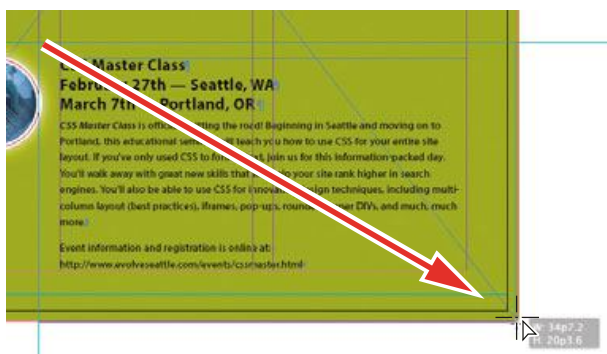 CSS Master Class
February 27th — Seattle, WA
March 7th — Portland, OR
CSS Master Class is officially hitting the road! Beginning in Seattle and moving on to
Portland, this educational seminar will teach you how to use CSS for your entire site
layout. If you've only used CSS to format text, join us for this information-packed day.
You'll walk away with great new skills that in your site rank higher in search
engines. You'll also be able to use CSS for innovative design techniques, including multi-
column layout (best practices), iframes, pop-ups, rounded corner DIVs, and much, much
more.
Event information and registration is online at:
http://www.evolveseattle.com/events/cssmaster.html
W: 34p7.2
H: 20p3.6